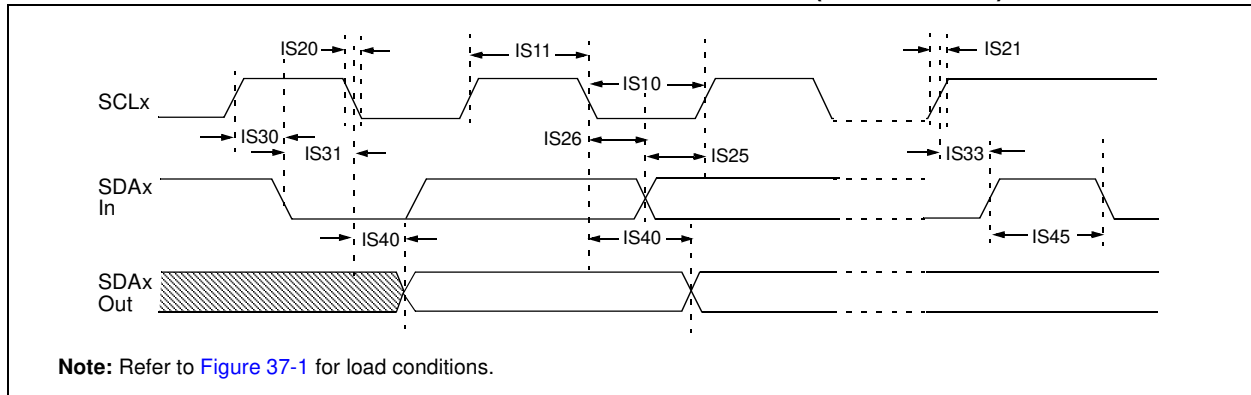 IS20
IS11
IS21
IS10
SCLx
IS30
IS26
IS31
IS25
IS33
SDAx
In
IS40
IS40
IS45
SDAx
Out
Note: Refer to Figure 37-1 for load conditions.